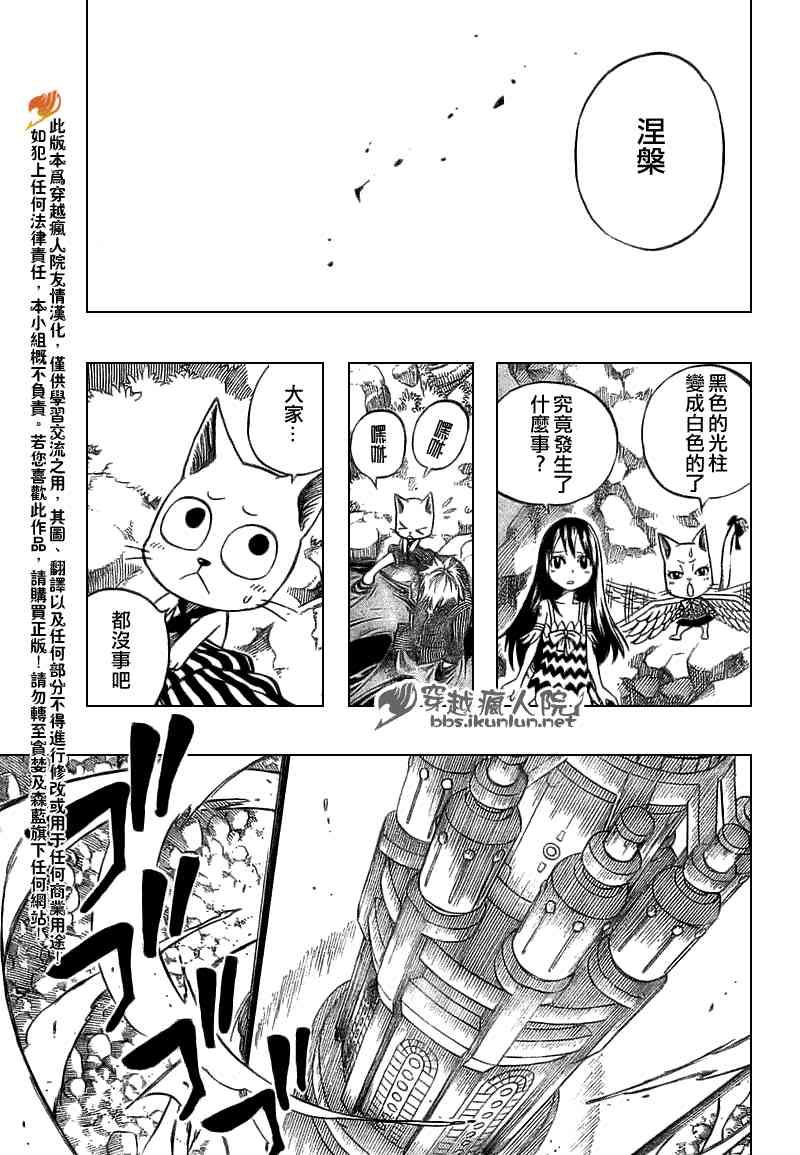 涅槃
黑色的光柱
變成白色的了
究竟發生了
什麼事？
嘿咻
嘿咻
大家…
都沒事吧
穿越瘋人院
bbs.ikunlun.net
ゴゴゴゴゴ
此版本爲穿越瘋人院友情漢化，僅供學習交流之用，其圖、翻譯以及任何部分不得進行修改或用于任何商業用途！
如犯上任何法律責任，本小組概不負責。若您喜歡此作品，請購買正版！請勿轉至貪婪及森藍旗下任何網站！